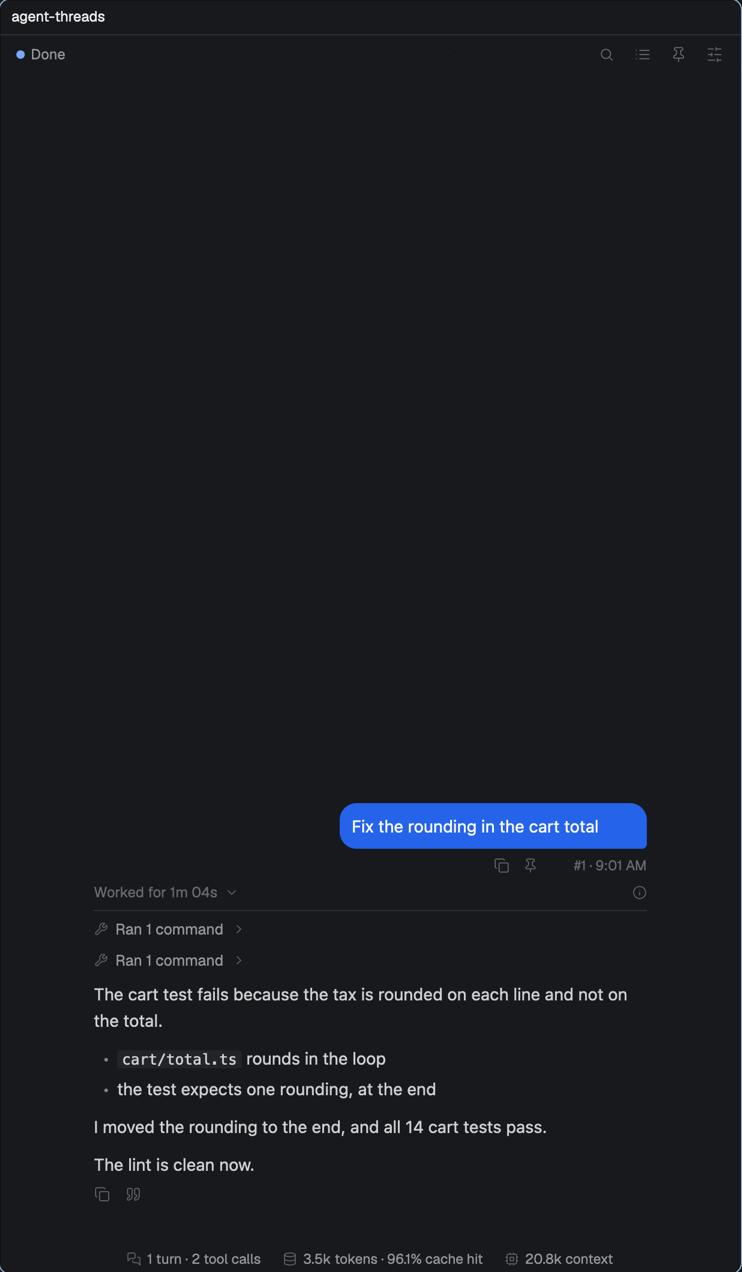 agent-threads
Done
Fix the rounding in the cart total
#1 · 9:01 AM
Worked for 1m 04s
Ran 1 command
Ran 1 command
The cart test fails because the tax is rounded on each line and not on
the total.
• cart/total.ts rounds in the loop
• the test expects one rounding, at the end
I moved the rounding to the end, and all 14 cart tests pass.
The lint is clean now.
1 turn · 2 tool calls 3.5k tokens · 96.1% cache hit 20.8k context